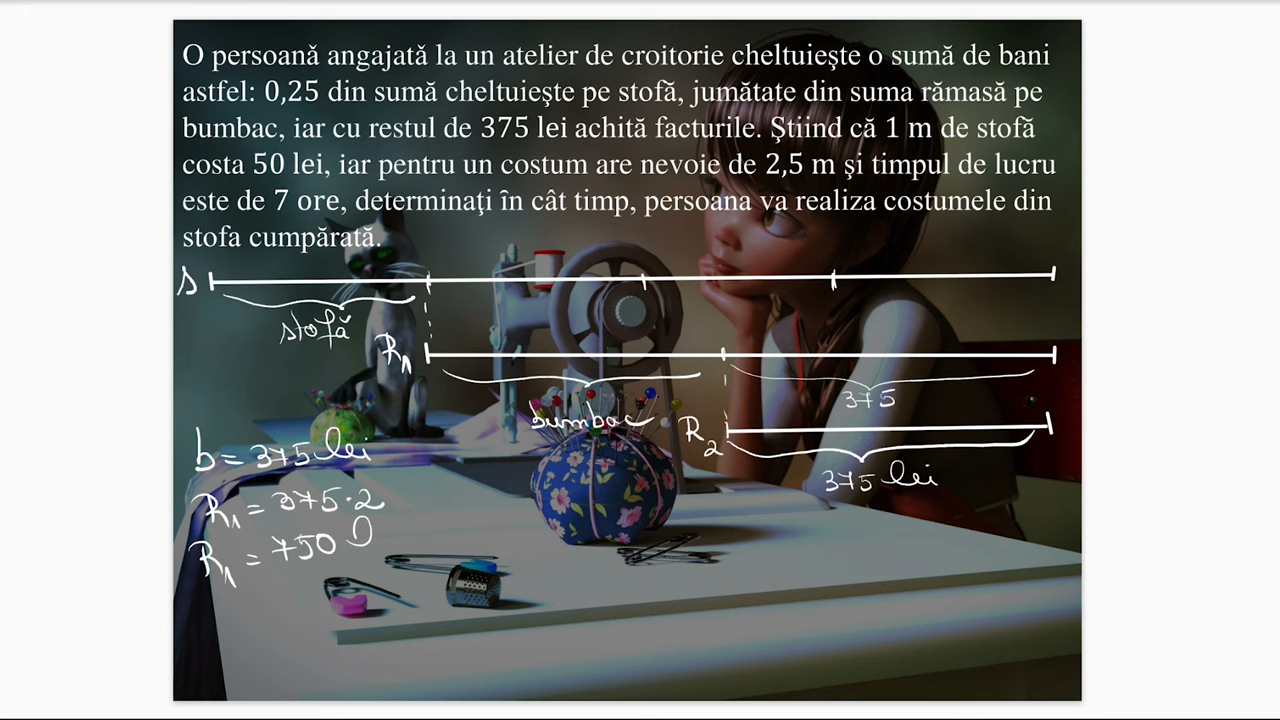 O persoană angajată la un atelier de croitorie cheltuieşte o sumă de bani
astfel: 0,25 din sumă cheltuieşte pe stofă, jumătate din suma rămasă pe
bumbac, iar cu restul de 375 lei achită facturile. Ştiind că 1 m de stofă
costa 50 lei, iar pentru un costum are nevoie de 2,5 m şi timpul de lucru
este de 7 ore, determinaţi în cât timp, persoana va realiza costumele din
stofa cumpărată.
s
stofă
R₁
bumbac
375
R₂
375 lei
b = 375 lei
R₁ = 375·2
R₁ = 750